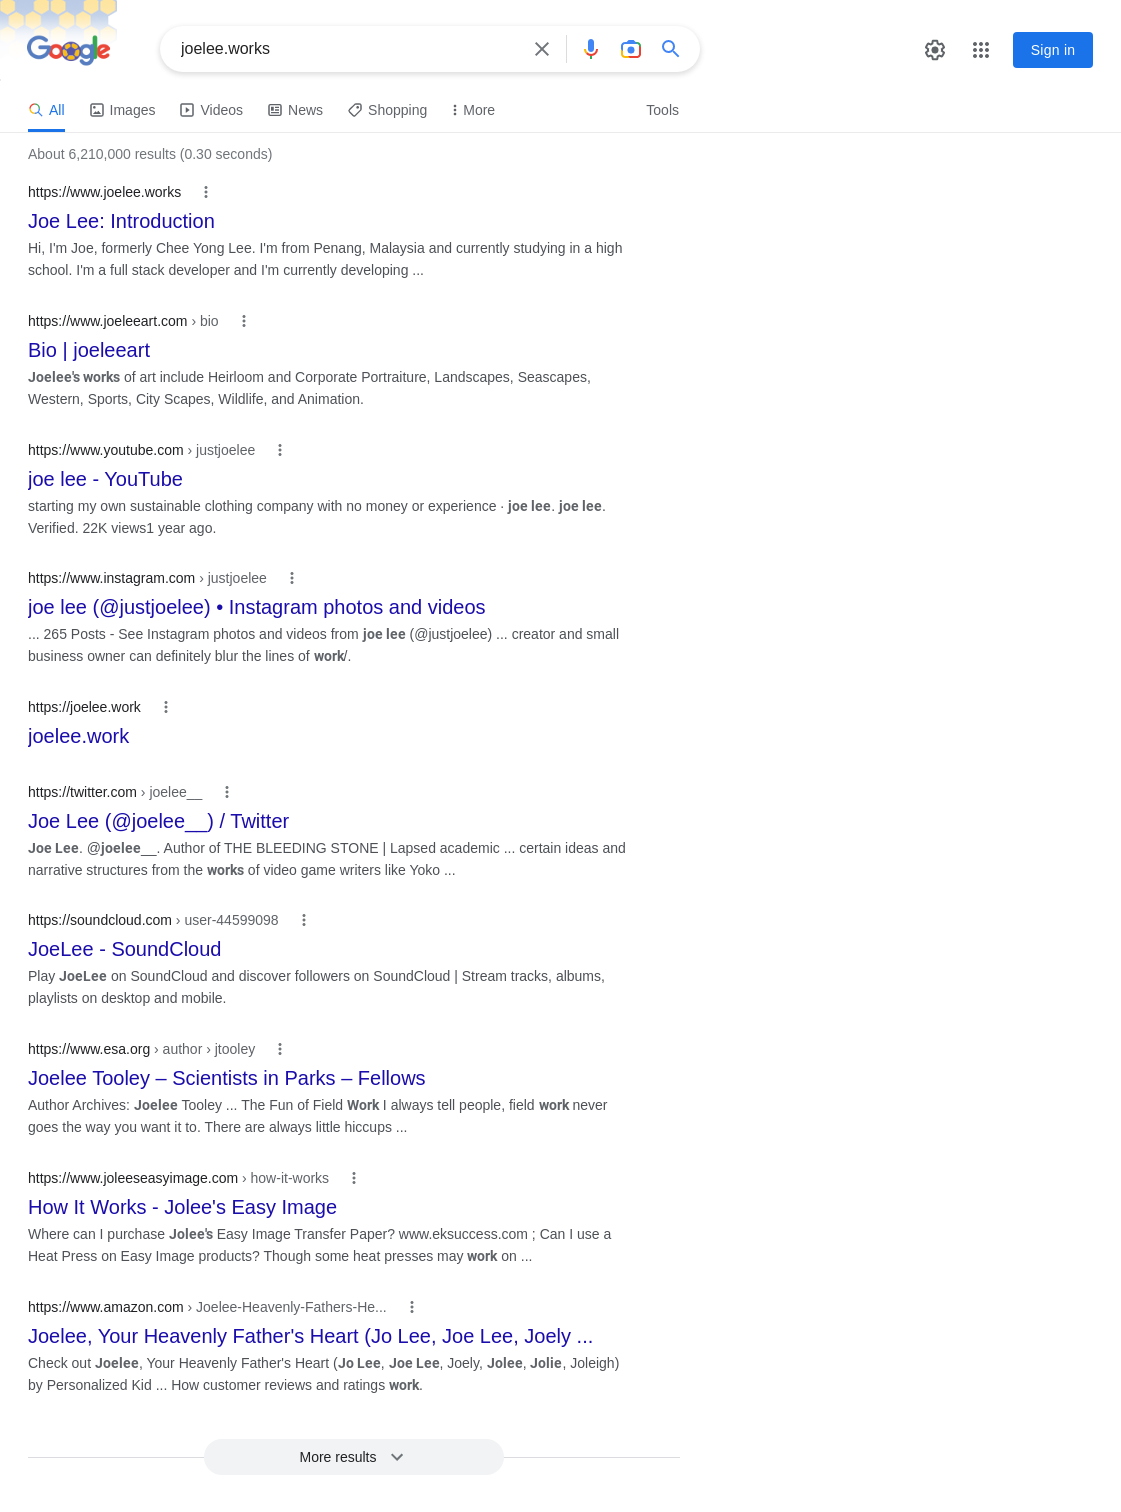 Google
joelee.works
Sign in
All Images Videos News Shopping More Tools
About 6,210,000 results (0.30 seconds)
https://www.joelee.works
Joe Lee: Introduction
Hi, I'm Joe, formerly Chee Yong Lee. I'm from Penang, Malaysia and currently studying in a high
school. I'm a full stack developer and I'm currently developing ...
https://www.joeleeart.com › bio
Bio | joeleeart
Joelee's works of art include Heirloom and Corporate Portraiture, Landscapes, Seascapes,
Western, Sports, City Scapes, Wildlife, and Animation.
https://www.youtube.com › justjoelee
joe lee - YouTube
starting my own sustainable clothing company with no money or experience · joe lee. joe lee.
Verified. 22K views1 year ago.
https://www.instagram.com › justjoelee
joe lee (@justjoelee) • Instagram photos and videos
... 265 Posts - See Instagram photos and videos from joe lee (@justjoelee) ... creator and small
business owner can definitely blur the lines of work/.
https://joelee.work
joelee.work
https://twitter.com › joelee__
Joe Lee (@joelee__) / Twitter
Joe Lee. @joelee__. Author of THE BLEEDING STONE | Lapsed academic ... certain ideas and
narrative structures from the works of video game writers like Yoko ...
https://soundcloud.com › user-44599098
JoeLee - SoundCloud
Play JoeLee on SoundCloud and discover followers on SoundCloud | Stream tracks, albums,
playlists on desktop and mobile.
https://www.esa.org › author › jtooley
Joelee Tooley – Scientists in Parks – Fellows
Author Archives: Joelee Tooley ... The Fun of Field Work I always tell people, field work never
goes the way you want it to. There are always little hiccups ...
https://www.joleeseasyimage.com › how-it-works
How It Works - Jolee's Easy Image
Where can I purchase Jolee's Easy Image Transfer Paper? www.eksuccess.com ; Can I use a
Heat Press on Easy Image products? Though some heat presses may work on ...
https://www.amazon.com › Joelee-Heavenly-Fathers-He...
Joelee, Your Heavenly Father's Heart (Jo Lee, Joe Lee, Joely ...
Check out Joelee, Your Heavenly Father's Heart (Jo Lee, Joe Lee, Joely, Jolee, Jolie, Joleigh)
by Personalized Kid ... How customer reviews and ratings work.
More results